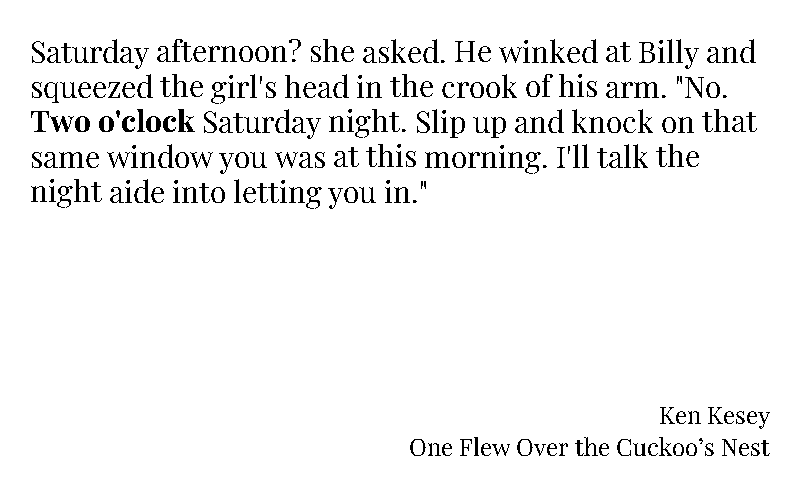 Saturday afternoon? she asked. He winked at Billy and
squeezed the girl's head in the crook of his arm. "No.
Two o'clock Saturday night. Slip up and knock on that
same window you was at this morning. I'll talk the
night aide into letting you in."
Ken Kesey
One Flew Over the Cuckoo’s Nest